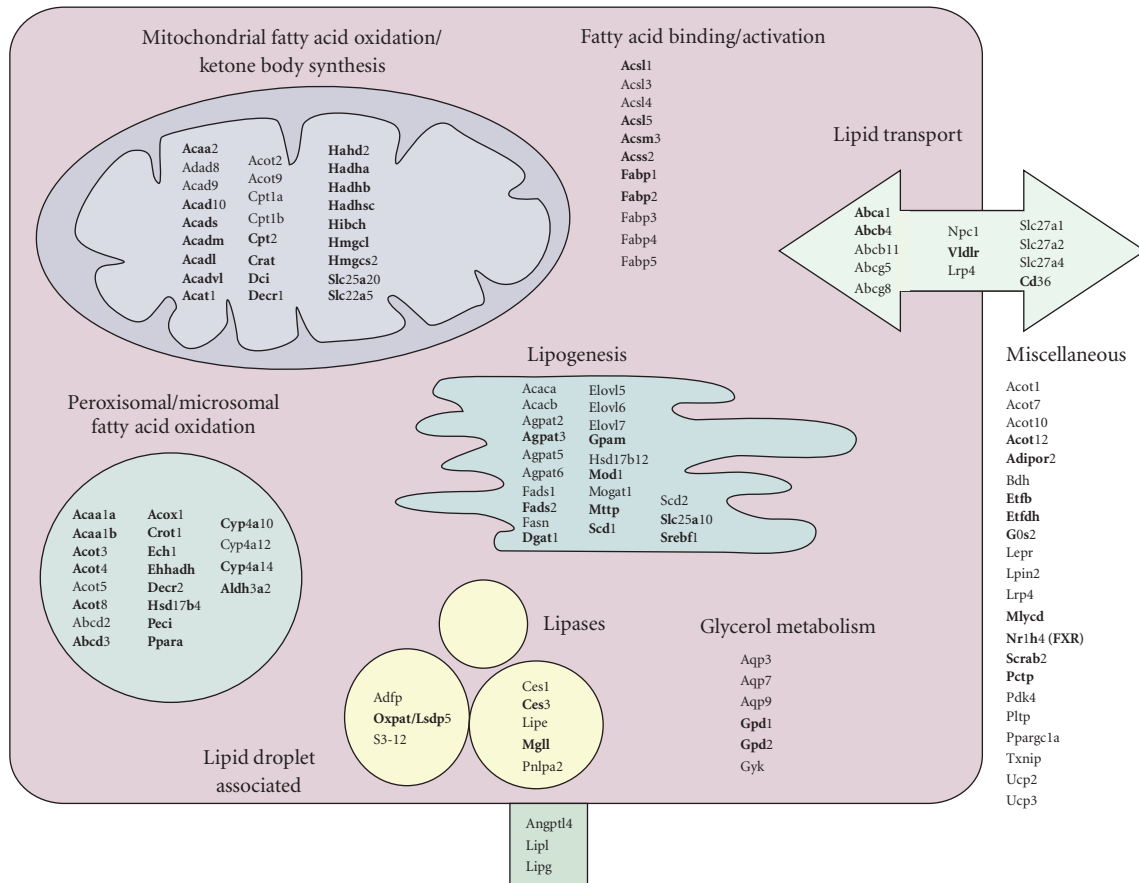 Mitochondrial fatty acid oxidation/
ketone body synthesis
Acaa2
Adad8
Acad9
Acad10
Acads
Acadm
Acadl
Acadvl
Acat1
Acot2
Acot9
Cpt1a
Cpt1b
Cpt2
Crat
Dci
Decr1
Hahd2
Hadha
Hadhb
Hadhsc
Hibch
Hmgcl
Hmgcs2
Slc25a20
Slc22a5
Fatty acid binding/activation
Acsl1
Acsl3
Acsl4
Acsl5
Acsm3
Acss2
Fabp1
Fabp2
Fabp3
Fabp4
Fabp5
Lipid transport
Abca1
Abcb4
Abcb11
Abcg5
Abcg8
Npc1
Vldlr
Lrp4
Slc27a1
Slc27a2
Slc27a4
Cd36
Peroxisomal/microsomal
fatty acid oxidation
Acaa1a
Acaa1b
Acot3
Acot4
Acot5
Acot8
Abcd2
Abcd3
Acox1
Crot1
Ech1
Ehhadh
Decr2
Hsd17b4
Peci
Ppara
Cyp4a10
Cyp4a12
Cyp4a14
Aldh3a2
Lipogenesis
Acaca
Acacb
Agpat2
Agpat3
Agpat5
Agpat6
Fads1
Fads2
Fasn
Dgat1
Elovl5
Elovl6
Elovl7
Gpam
Hsd17b12
Mod1
Mogat1
Mttp
Scd1
Scd2
Slc25a10
Srebf1
Miscellaneous
Acot1
Acot7
Acot10
Acot12
Adipor2
Bdh
Etfb
Etfdh
G0s2
Lepr
Lpin2
Lrp4
Mlycd
Nr1h4 (FXR)
Scrab2
Pctp
Pdk4
Pltp
Ppargc1a
Txnip
Ucp2
Ucp3
Lipid droplet
associated
Adfp
Oxpat/Lsdp5
S3-12
Lipases
Ces1
Ces3
Lipe
Mgll
Pnlpa2
Angptl4
Lipl
Lipg
Glycerol metabolism
Aqp3
Aqp7
Aqp9
Gpd1
Gpd2
Gyk